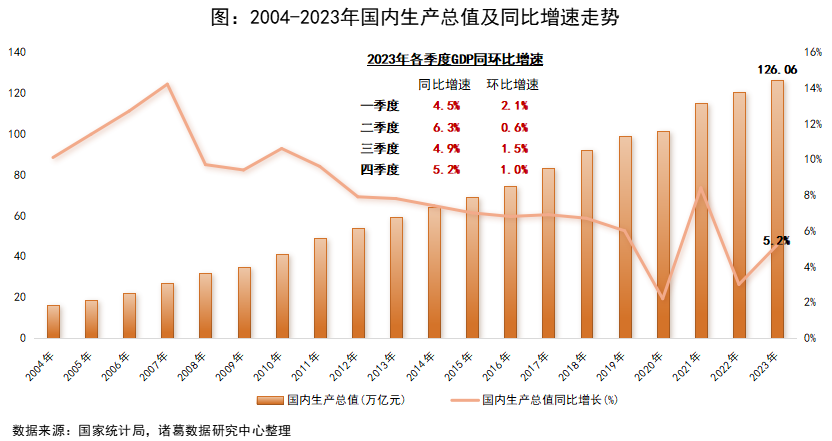 图：2004-2023年国内生产总值及同比增速走势
2023年各季度GDP同环比增速
同比增速 环比增速
一季度 4.5% 2.1%
二季度 6.3% 0.6%
三季度 4.9% 1.5%
四季度 5.2% 1.0%
126.06
5.2%
140
120
100
80
60
40
20
0
16%
14%
12%
10%
8%
6%
4%
2%
0%
2004年 2005年 2006年 2007年 2008年 2009年 2010年 2011年 2012年 2013年 2014年 2015年 2016年 2017年 2018年 2019年 2020年 2021年 2022年 2023年
国内生产总值(万亿元) 国内生产总值同比增长(%)
数据来源：国家统计局，诸葛数据研究中心整理